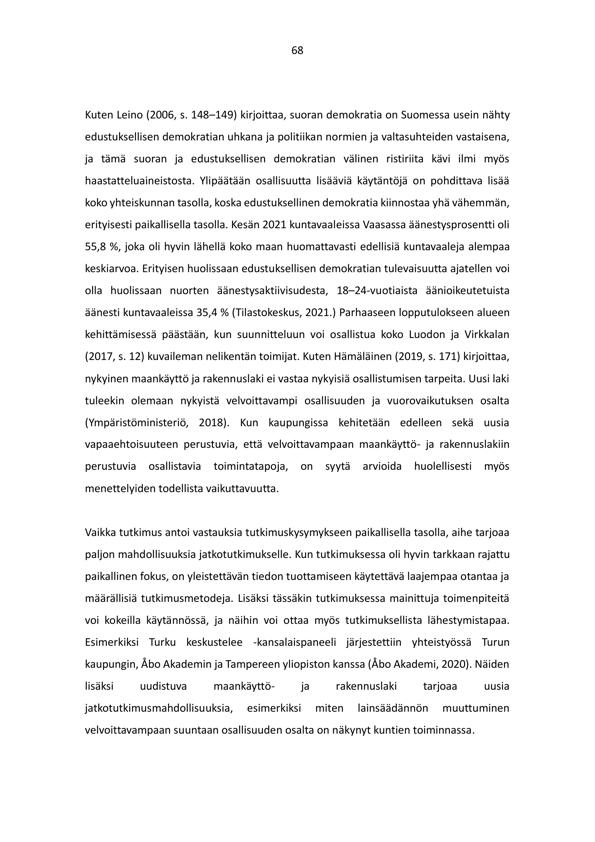 68
Kuten Leino (2006, s. 148–149) kirjoittaa, suoran demokratia on Suomessa usein nähty
edustuksellisen demokratian uhkana ja politiikan normien ja valtasuhteiden vastaisena,
ja tämä suoran ja edustuksellisen demokratian välinen ristiriita kävi ilmi myös
haastatteluaineistosta. Ylipäätään osallisuutta lisääviä käytäntöjä on pohdittava lisää
koko yhteiskunnan tasolla, koska edustuksellinen demokratia kiinnostaa yhä vähemmän,
erityisesti paikallisella tasolla. Kesän 2021 kuntavaaleissa Vaasassa äänestysprosentti oli
55,8 %, joka oli hyvin lähellä koko maan huomattavasti edellisiä kuntavaaleja alempaa
keskiarvoa. Erityisen huolissaan edustuksellisen demokratian tulevaisuutta ajatellen voi
olla huolissaan nuorten äänestysaktiivisudesta, 18–24-vuotiaista äänioikeutetuista
äänesti kuntavaaleissa 35,4 % (Tilastokeskus, 2021.) Parhaaseen lopputulokseen alueen
kehittämisessä päästään, kun suunnitteluun voi osallistua koko Luodon ja Virkkalan
(2017, s. 12) kuvaileman nelikentän toimijat. Kuten Hämäläinen (2019, s. 171) kirjoittaa,
nykyinen maankäyttö ja rakennuslaki ei vastaa nykyisiä osallistumisen tarpeita. Uusi laki
tuleekin olemaan nykyistä velvoittavampi osallisuuden ja vuorovaikutuksen osalta
(Ympäristöministeriö, 2018). Kun kaupungissa kehitetään edelleen sekä uusia
vapaaehtoisuuteen perustuvia, että velvoittavampaan maankäyttö- ja rakennuslakiin
perustuvia osallistavia toimintatapoja, on syytä arvioida huolellisesti myös
menettelyiden todellista vaikuttavuutta.
Vaikka tutkimus antoi vastauksia tutkimuskysymykseen paikallisella tasolla, aihe tarjoaa
paljon mahdollisuuksia jatkotutkimukselle. Kun tutkimuksessa oli hyvin tarkkaan rajattu
paikallinen fokus, on yleistettävän tiedon tuottamiseen käytettävä laajempaa otantaa ja
määrällisiä tutkimusmetodeja. Lisäksi tässäkin tutkimuksessa mainittuja toimenpiteitä
voi kokeilla käytännössä, ja näihin voi ottaa myös tutkimuksellista lähestymistapaa.
Esimerkiksi Turku keskustelee -kansalaispaneeli järjestettiin yhteistyössä Turun
kaupungin, Åbo Akademin ja Tampereen yliopiston kanssa (Åbo Akademi, 2020). Näiden
lisäksi uudistuva maankäyttö- ja rakennuslaki tarjoaa uusia
jatkotutkimusmahdollisuuksia, esimerkiksi miten lainsäädännön muuttuminen
velvoittavampaan suuntaan osallisuuden osalta on näkynyt kuntien toiminnassa.